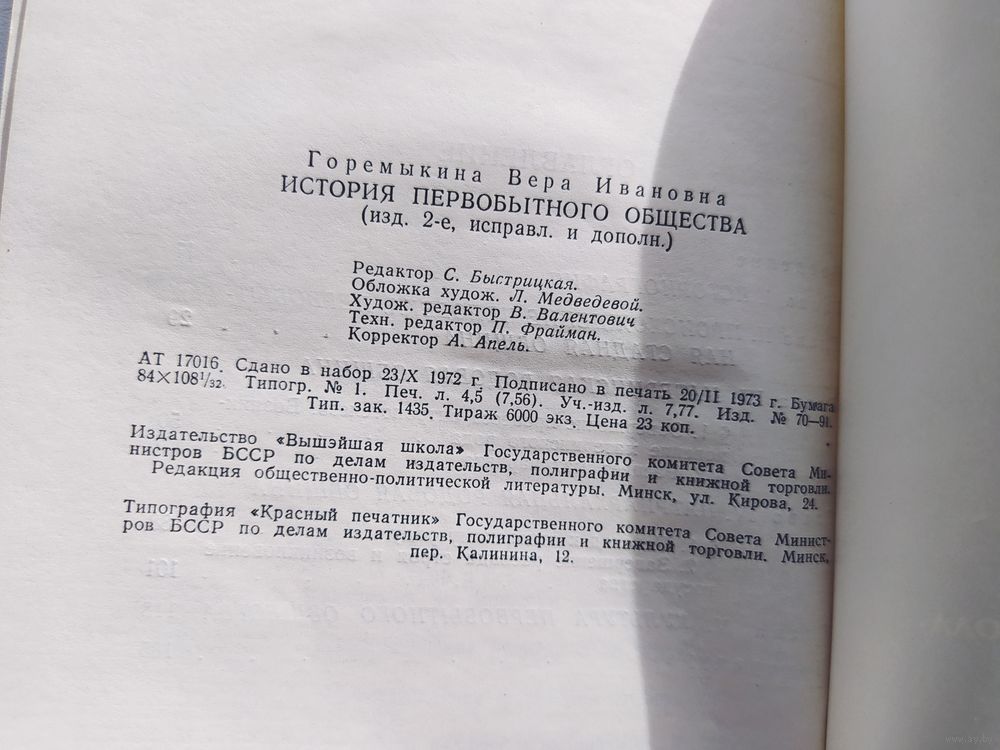 Горемыкина Вера Ивановна
ИСТОРИЯ ПЕРВОБЫТНОГО ОБЩЕСТВА
(изд. 2-е, исправл. и дополн.)
Редактор С. Быстрицкая.
Обложка худож. Л. Медведевой.
Худож. редактор В. Валентович
Техн. редактор П. Фрайман.
Корректор А. Апель.
АТ 17016. Сдано в набор 23/X 1972 г. Подписано в печать 20/II 1973 г. Бумага
84×108¹/₃₂. Типогр. № 1. Печ. л. 4,5 (7,56). Уч.-изд. л. 7,77. Изд. № 70—91.
Тип. зак. 1435. Тираж 6000 экз. Цена 23 коп.
Издательство «Вышэйшая школа» Государственного комитета Совета Ми-
нистров БССР по делам издательств, полиграфии и книжной торговли.
Редакция общественно-политической литературы. Минск, ул. Кирова, 24.
Типография «Красный печатник» Государственного комитета Совета Минист-
ров БССР по делам издательств, полиграфии и книжной торговли. Минск,
пер. Калинина, 12.